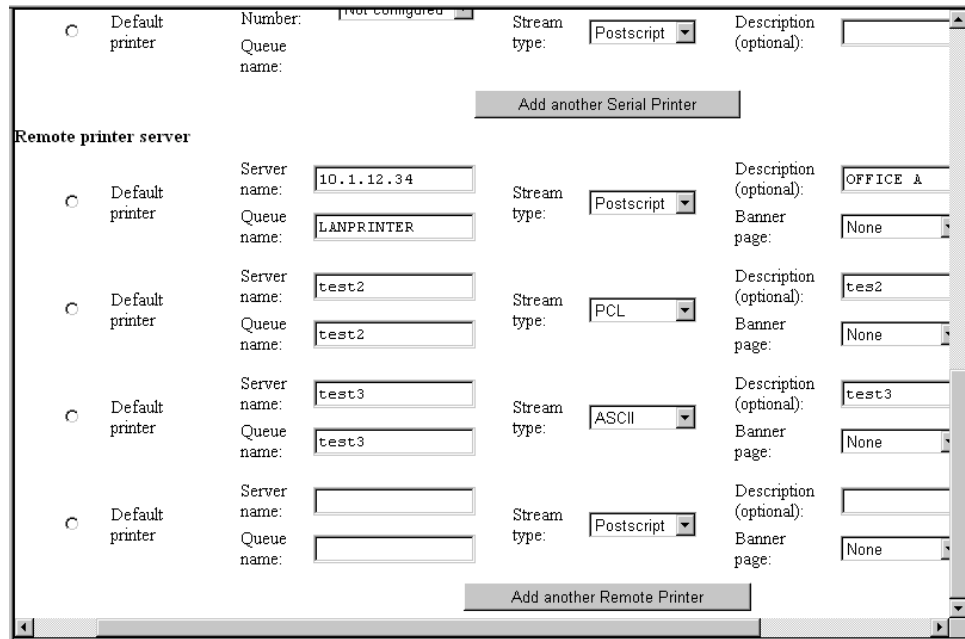 Default
printer
Number:
Not configured
Queue
name:
Stream
type:
Postscript
Description
(optional):
Add another Serial Printer
Remote printer server
Default
printer
Server
name:
10.1.12.34
Queue
name:
LANPRINTER
Stream
type:
Postscript
Description
(optional):
OFFICE A
Banner
page:
None
Default
printer
Server
name:
test2
Queue
name:
test2
Stream
type:
PCL
Description
(optional):
tes2
Banner
page:
None
Default
printer
Server
name:
test3
Queue
name:
test3
Stream
type:
ASCII
Description
(optional):
test3
Banner
page:
None
Default
printer
Server
name:
Queue
name:
Stream
type:
Postscript
Description
(optional):
Banner
page:
None
Add another Remote Printer